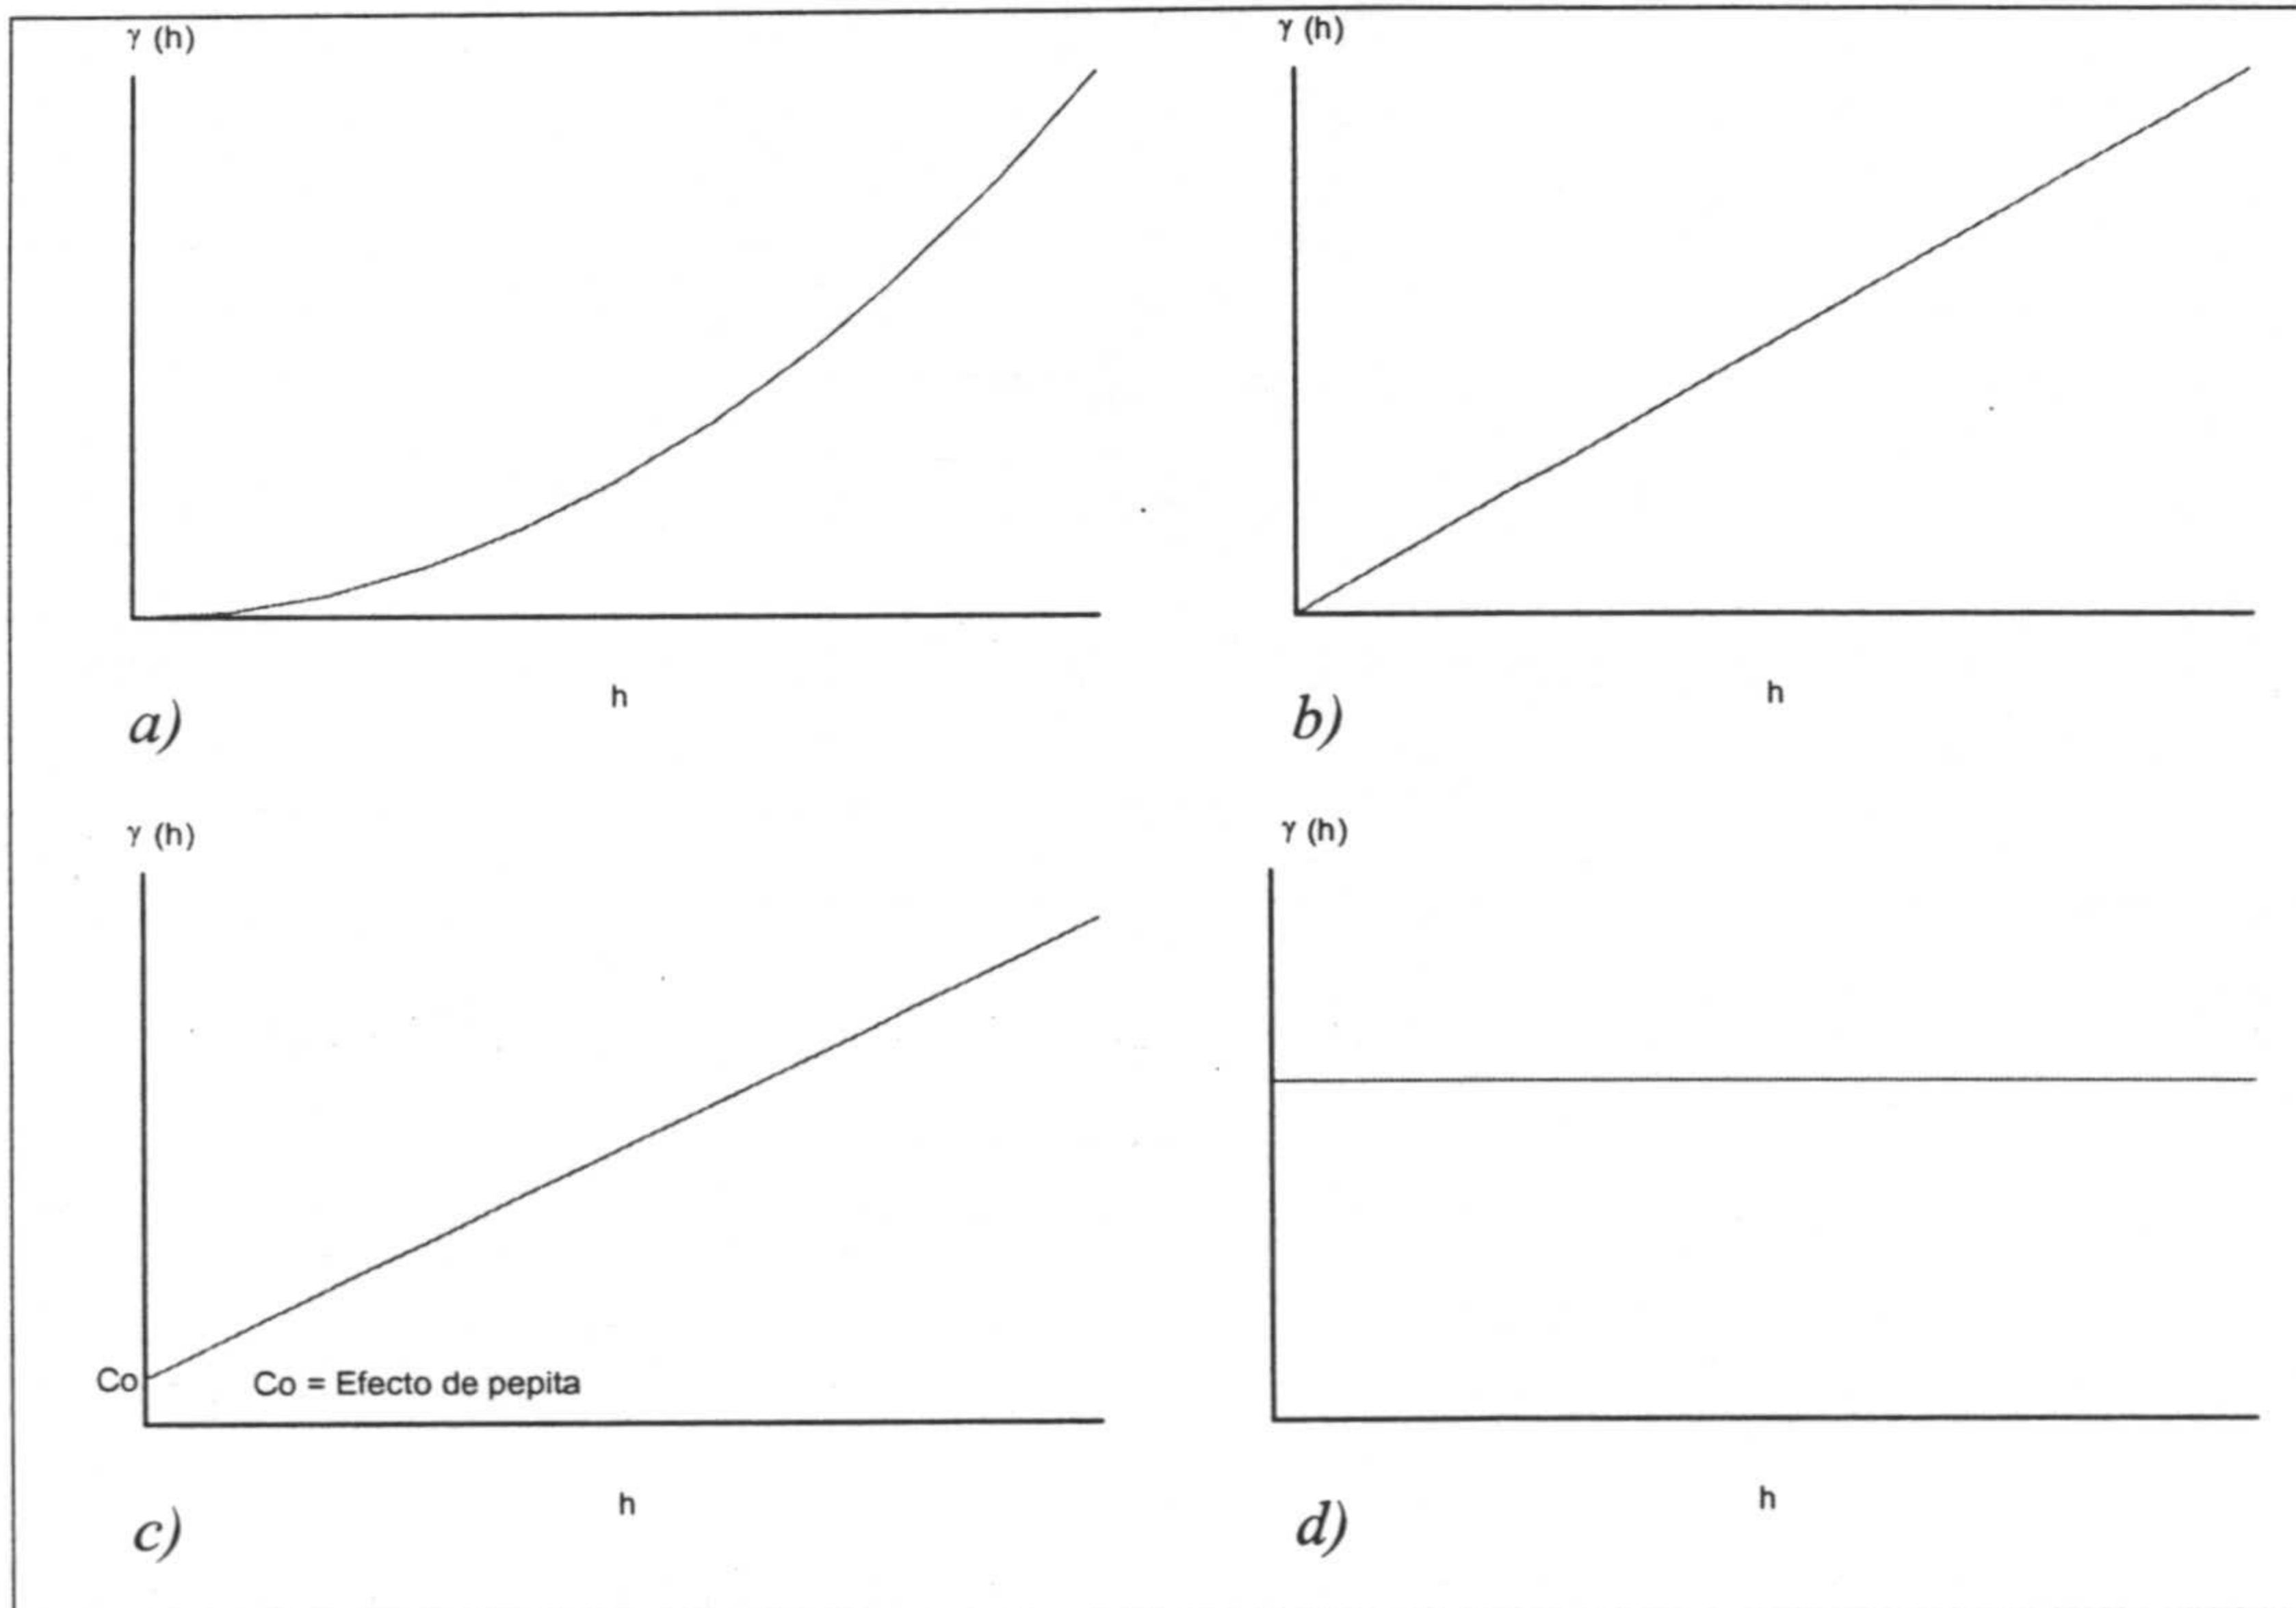 γ (h)
γ (h)
h
h
a)
b)
γ (h)
γ (h)
Co
Co = Efecto de pepita
h
h
c)
d)